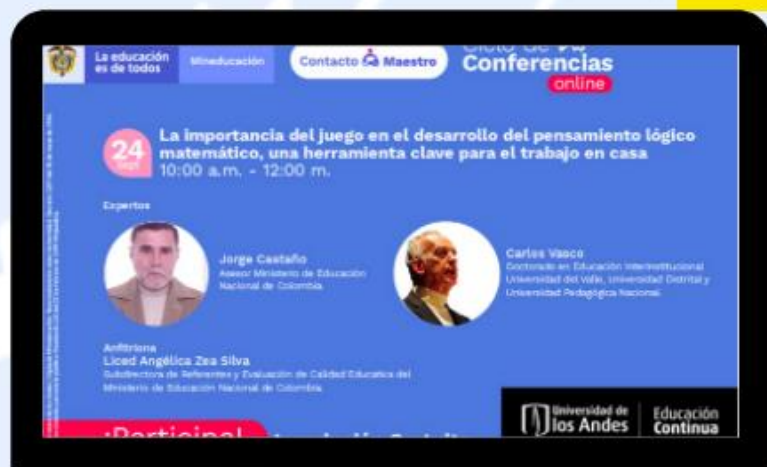 La educación
es de todos
Mineducación
Contacto Maestro
Ciclo de
Conferencias
online
24
Sept
La importancia del juego en el desarrollo del pensamiento lógico
matemático, una herramienta clave para el trabajo en casa
10:00 a.m. - 12:00 m.
Expertos
Jorge Castaño
Asesor Ministerio de Educación
Nacional de Colombia
Carlos Vasco
Doctorado en Educación Interinstitucional
Universidad del Valle, Universidad Distrital y
Universidad Pedagógica Nacional
Anfitriona
Liced Angélica Zea Silva
Subdirectora de Referentes y Evaluación de Calidad Educativa del
Ministerio de Educación Nacional de Colombia
¡Participa!
Universidad de
los Andes
Educación
Continua